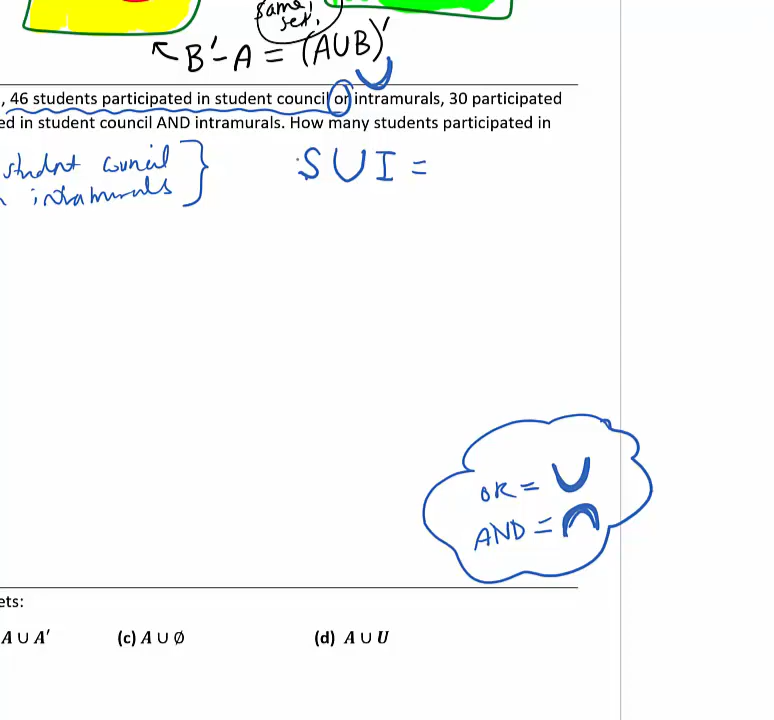 same!
set.
B'-A = (A∪B)'
, 46 students participated in student council or intramurals, 30 participated
ed in student council AND intramurals. How many students participated in
student council
intramurals
S ∪ I =
OR = ∪
AND = ∩
ets:
A ∪ A' (c) A ∪ ∅ (d) A ∪ U